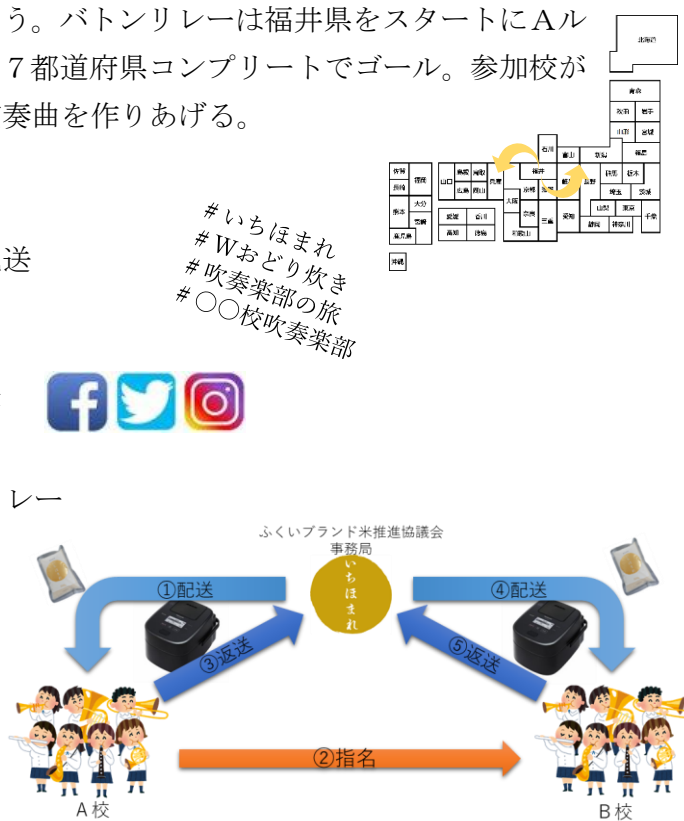 う。バトンリレーは福井県をスタートにＡル
７都道府県コンプリートでゴール。参加校が
奏曲を作りあげる。
北海道
青森
秋田 岩手
山形 宮城
石川 富山 新潟 福島
佐賀 福岡 山口 島根 鳥取 兵庫 福井 長野 群馬 栃木
長崎 広島 岡山 京都 埼玉 茨城
熊本 大分 大阪 奈良 山梨 東京 千葉
宮崎 愛媛 香川 三重 愛知 静岡 神奈川
鹿児島 高知 徳島 和歌山
沖縄
送
＃いちほまれ
＃Ｗおどり炊き
＃吹奏楽部の旅
＃〇〇校吹奏楽部
レー
ふくいブランド米推進協議会
事務局
いちほまれ
①配送
④配送
③返送
⑤返送
②指名
Ａ校
Ｂ校